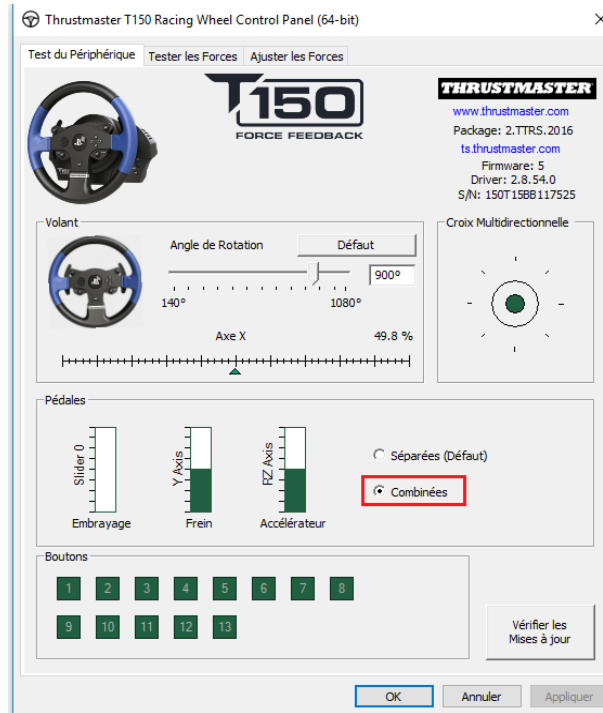 Thrustmaster T150 Racing Wheel Control Panel (64-bit)
Test du Périphérique
Tester les Forces
Ajuster les Forces
T150
FORCE FEEDBACK
THRUSTMASTER
www.thrustmaster.com
Package: 2.TTRS.2016
ts.thrustmaster.com
Firmware: 5
Driver: 2.8.54.0
S/N: 150T15BB117525
Volant
Angle de Rotation
Défaut
900°
140°
1080°
Axe X
49.8 %
Croix Multidirectionnelle
Pédales
Slider 0
Y Axis
RZ Axis
Embrayage
Frein
Accélérateur
Séparées (Défaut)
Combinées
Boutons
1 2 3 4 5 6 7 8
9 10 11 12 13
Vérifier les
Mises à jour
OK
Annuler
Appliquer